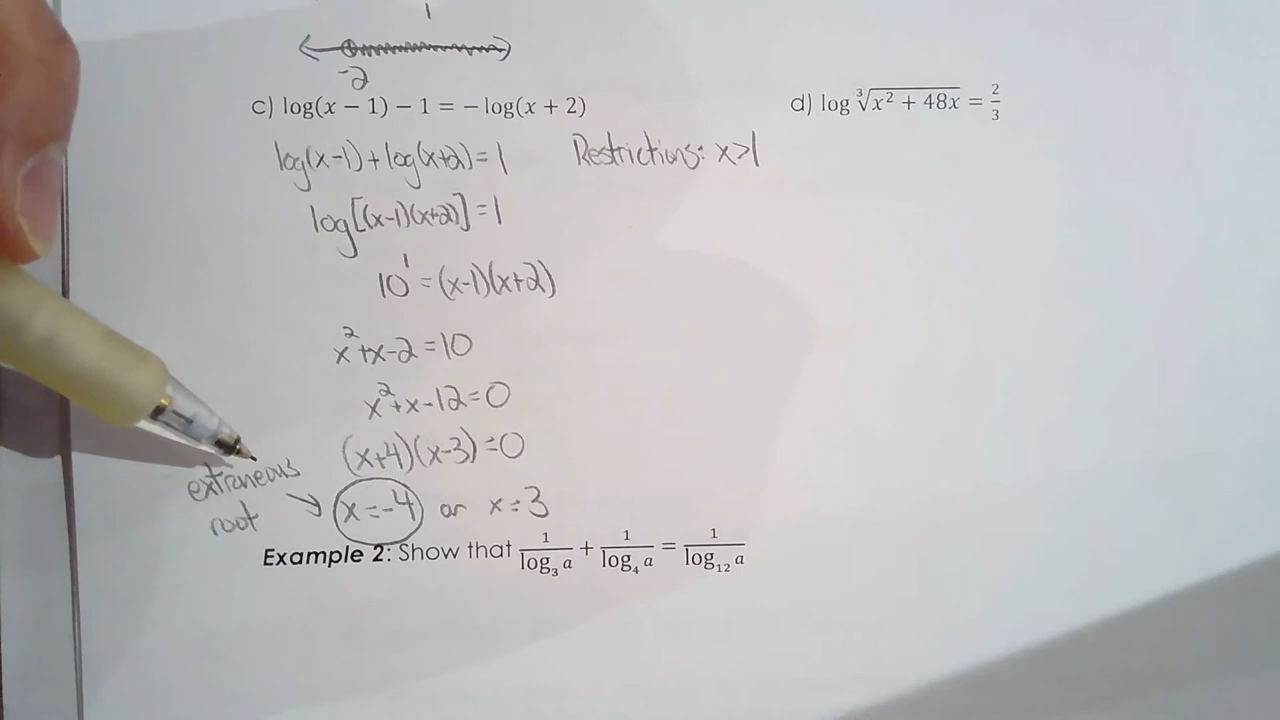 1
-2
c) log(x − 1) − 1 = − log(x + 2)
log(x-1)+log(x+2)=1 Restrictions: x>1
log[(x-1)(x+2)]=1
10¹=(x-1)(x+2)
x²+x-2=10
x²+x-12=0
(x+4)(x-3)=0
extraneous root → x=-4 or x=3
d) log ∛(x² + 48x) = 2/3
Example 2: Show that 1/log₃ a + 1/log₄ a = 1/log₁₂ a